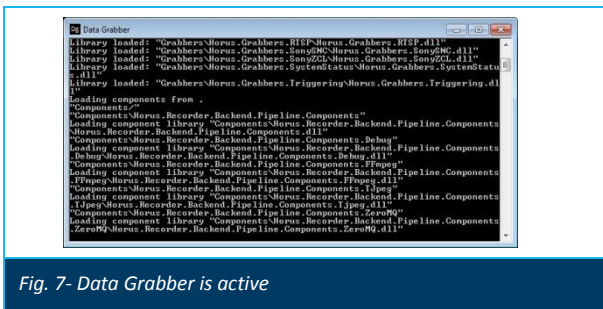 Data Grabber
Library loaded: "Grabbers\Horus.Grabbers.RTSP\Horus.Grabbers.RTSP.dll"
Library loaded: "Grabbers\Horus.Grabbers.SonySNC\Horus.Grabbers.SonySNC.dll"
Library loaded: "Grabbers\Horus.Grabbers.SonyZCL\Horus.Grabbers.SonyZCL.dll"
Library loaded: "Grabbers\Horus.Grabbers.SystemStatus\Horus.Grabbers.SystemStatu
s.dll"
Library loaded: "Grabbers\Horus.Grabbers.Triggering\Horus.Grabbers.Triggering.dl
l"
Loading components from .
"Components/"
"Components\Horus.Recorder.Backend.Pipeline.Components"
Loading component library "Components\Horus.Recorder.Backend.Pipeline.Components
\Horus.Recorder.Backend.Pipeline.Components.dll"
"Components\Horus.Recorder.Backend.Pipeline.Components.Debug"
Loading component library "Components\Horus.Recorder.Backend.Pipeline.Components
.Debug\Horus.Recorder.Backend.Pipeline.Components.Debug.dll"
"Components\Horus.Recorder.Backend.Pipeline.Components.FFmpeg"
Loading component library "Components\Horus.Recorder.Backend.Pipeline.Components
.FFmpeg\Horus.Recorder.Backend.Pipeline.Components.FFmpeg.dll"
"Components\Horus.Recorder.Backend.Pipeline.Components.TJpeg"
Loading component library "Components\Horus.Recorder.Backend.Pipeline.Components
.TJpeg\Horus.Recorder.Backend.Pipeline.Components.Tjpeg.dll"
"Components\Horus.Recorder.Backend.Pipeline.Components.ZeroMQ"
Loading component library "Components\Horus.Recorder.Backend.Pipeline.Components
.ZeroMQ\Horus.Recorder.Backend.Pipeline.Components.ZeroMQ.dll"
Fig. 7- Data Grabber is active